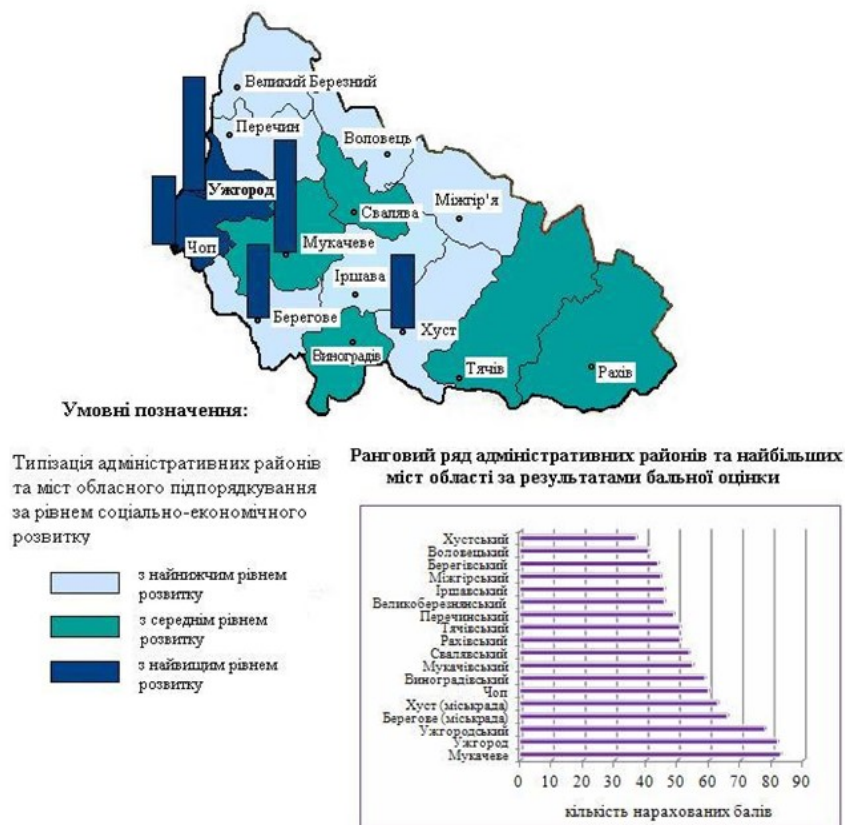 Великий Березний
Перечин
Воловець
Ужгород
Міжгір'я
Свалява
Чоп
Мукачеве
Іршава
Берегове
Хуст
Виноградів
Тячів
Рахів
Умовні позначення:
Типізація адміністративних районів
та міст обласного підпорядкування
за рівнем соціально-економічного
розвитку
з найнижчим рівнем
розвитку
з середнім рівнем
розвитку
з найвищим рівнем
розвитку
Ранговий ряд адміністративних районів та найбільших
міст області за результатами бальної оцінки
Хустський
Воловецький
Берегівський
Міжгірський
Іршавський
Великоберезнянський
Перечинський
Тячівський
Рахівський
Свалявський
Мукачівський
Виноградівський
Чоп
Хуст (міськрада)
Берегове (міськрада)
Ужгородський
Ужгород
Мукачеве
0 10 20 30 40 50 60 70 80 90
кількість нарахованих балів